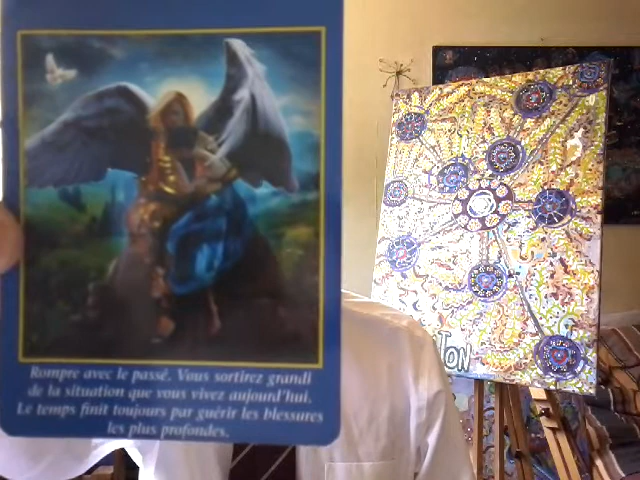 Rompre avec le passé. Vous sortirez grandi
de la situation que vous vivez aujourd'hui.
Le temps finit toujours par guérir les blessures
les plus profondes.
TON